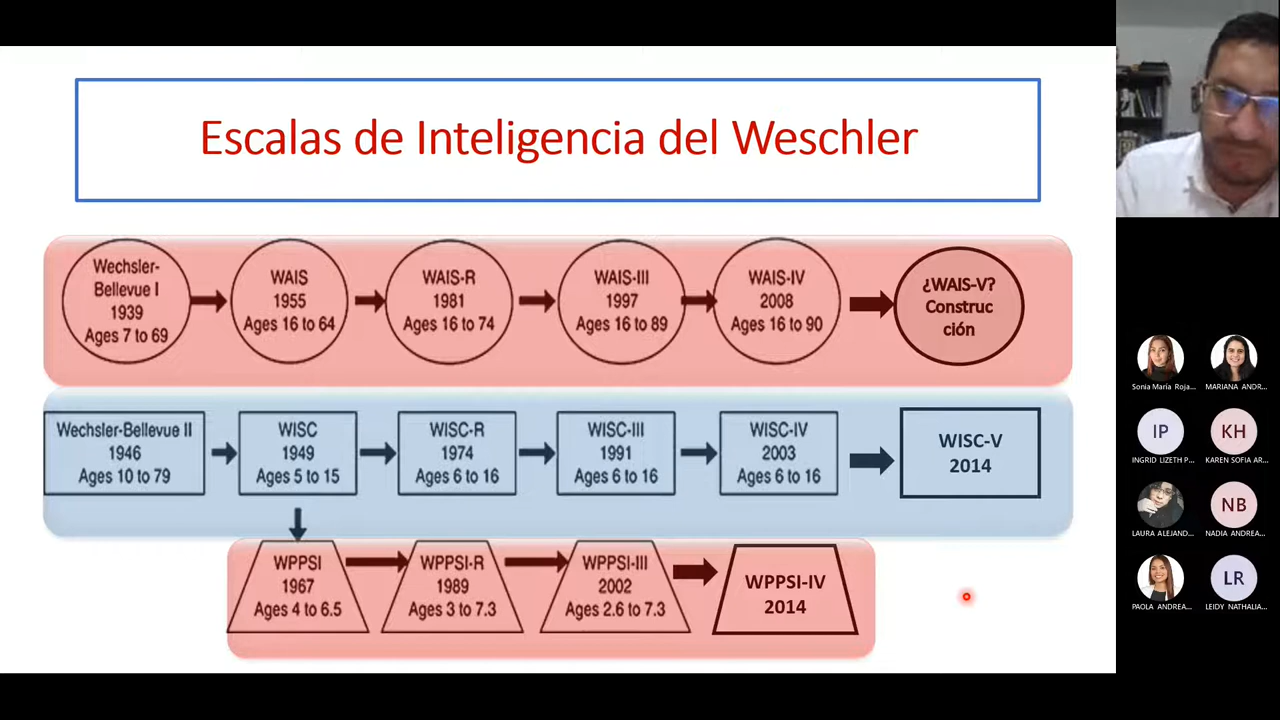 Escalas de Inteligencia del Weschler
Wechsler-
Bellevue I
1939
Ages 7 to 69
WAIS
1955
Ages 16 to 64
WAIS-R
1981
Ages 16 to 74
WAIS-III
1997
Ages 16 to 89
WAIS-IV
2008
Ages 16 to 90
¿WAIS-V?
Construc
ción
Wechsler-Bellevue II
1946
Ages 10 to 79
WISC
1949
Ages 5 to 15
WISC-R
1974
Ages 6 to 16
WISC-III
1991
Ages 6 to 16
WISC-IV
2003
Ages 6 to 16
WISC-V
2014
WPPSI
1967
Ages 4 to 6.5
WPPSI-R
1989
Ages 3 to 7.3
WPPSI-III
2002
Ages 2.6 to 7.3
WPPSI-IV
2014
Sonia María Roja...
MARIANA ANDR...
IP
INGRID LIZETH P...
KH
KAREN SOFIA AR...
LAURA ALEJAND...
NB
NADIA ANDREA...
PAOLA ANDREA...
LR
LEIDY NATHALIA...